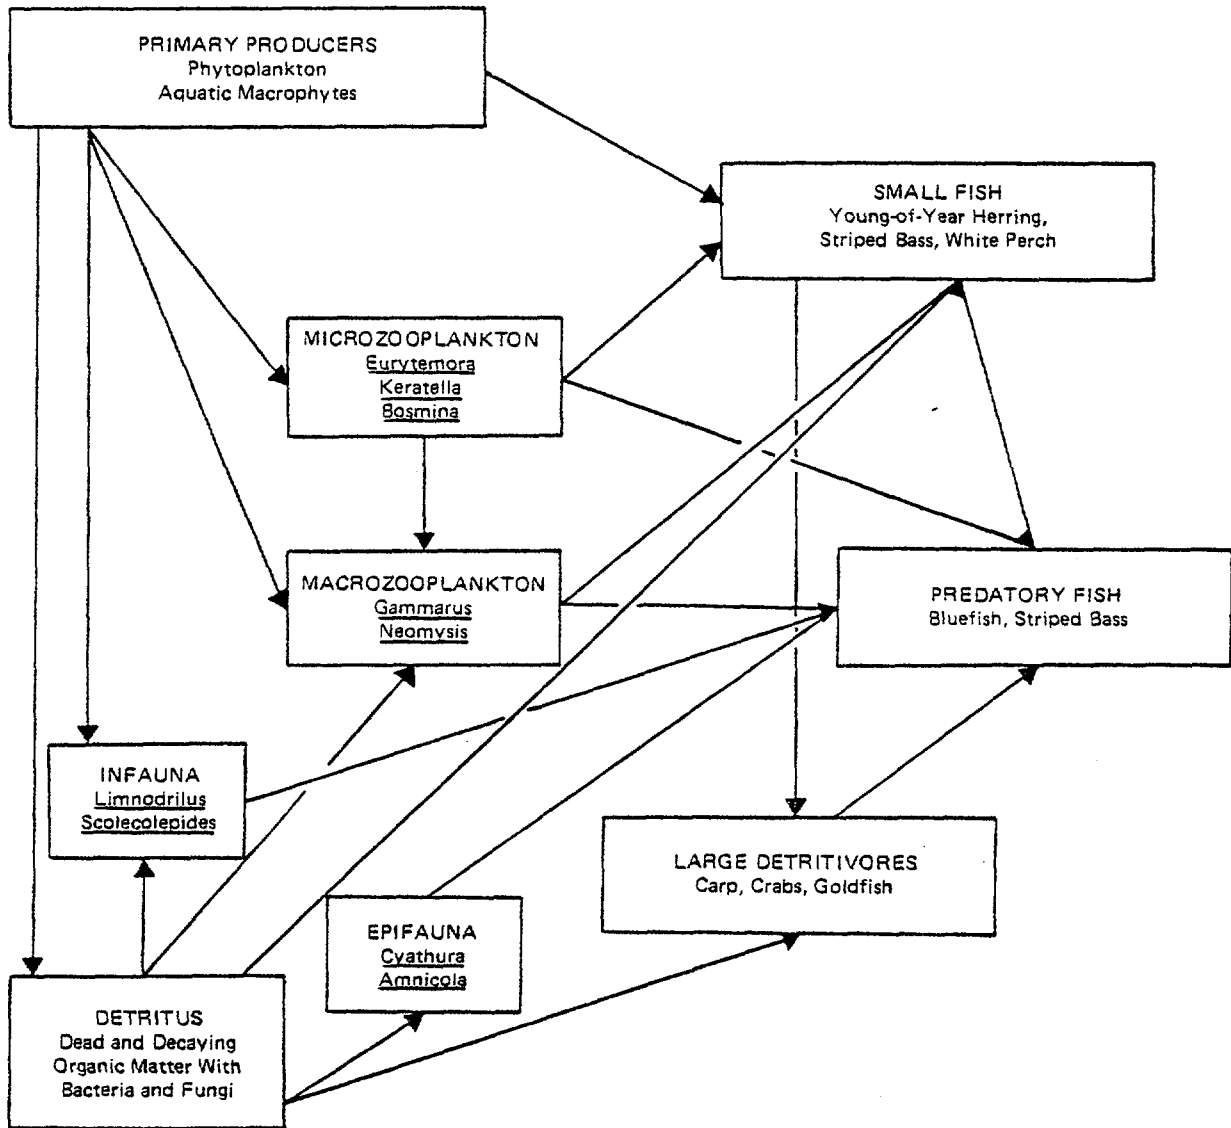 PRIMARY PRODUCERS
Phytoplankton
Aquatic Macrophytes
SMALL FISH
Young-of-Year Herring,
Striped Bass, White Perch
MICROZOOPLANKTON
Eurytemora
Keratella
Bosmina
MACROZOOPLANKTON
Gammarus
Neomysis
PREDATORY FISH
Bluefish, Striped Bass
INFAUNA
Limnodrilus
Scolecolepides
LARGE DETRITIVORES
Carp, Crabs, Goldfish
EPIFAUNA
Cyathura
Amnicola
DETRITUS
Dead and Decaying
Organic Matter With
Bacteria and Fungi